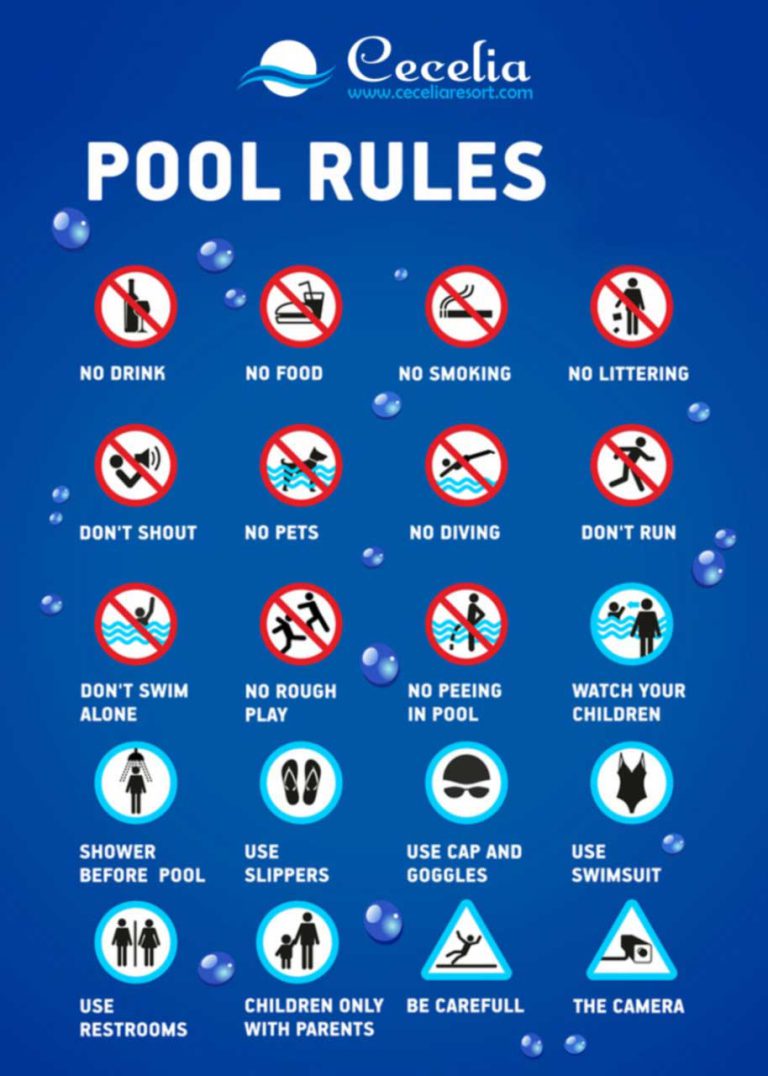 Cecelia
www.ceceliaresort.com
POOL RULES
NO DRINK
NO FOOD
NO SMOKING
NO LITTERING
DON'T SHOUT
NO PETS
NO DIVING
DON'T RUN
DON'T SWIM
ALONE
NO ROUGH
PLAY
NO PEEING
IN POOL
WATCH YOUR
CHILDREN
SHOWER
BEFORE POOL
USE
SLIPPERS
USE CAP AND
GOGGLES
USE
SWIMSUIT
USE
RESTROOMS
CHILDREN ONLY
WITH PARENTS
BE CAREFULL
THE CAMERA